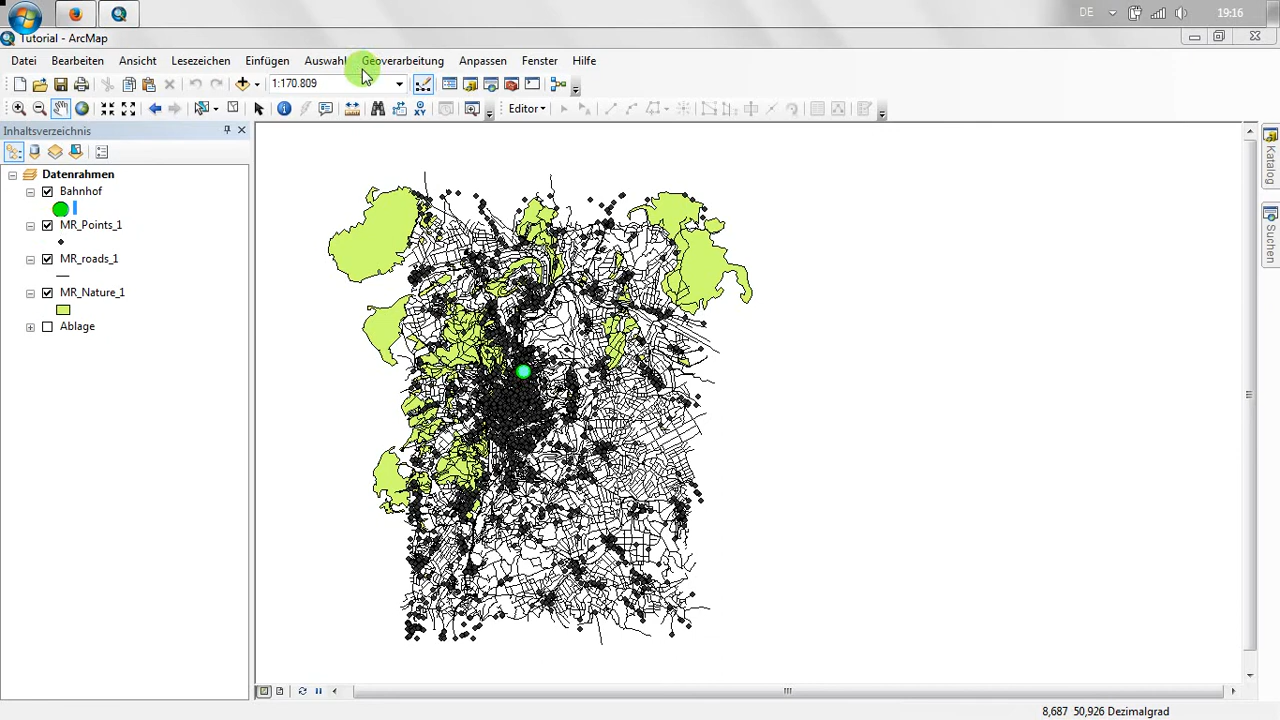 DE
19:16
Tutorial - ArcMap
Datei Bearbeiten Ansicht Lesezeichen Einfügen Auswahl Geoverarbeitung Anpassen Fenster Hilfe
1:170.809
Editor
Inhaltsverzeichnis
Datenrahmen
Bahnhof
MR_Points_1
MR_roads_1
MR_Nature_1
Ablage
Katalog
Suchen
8,687 50,926 Dezimalgrad